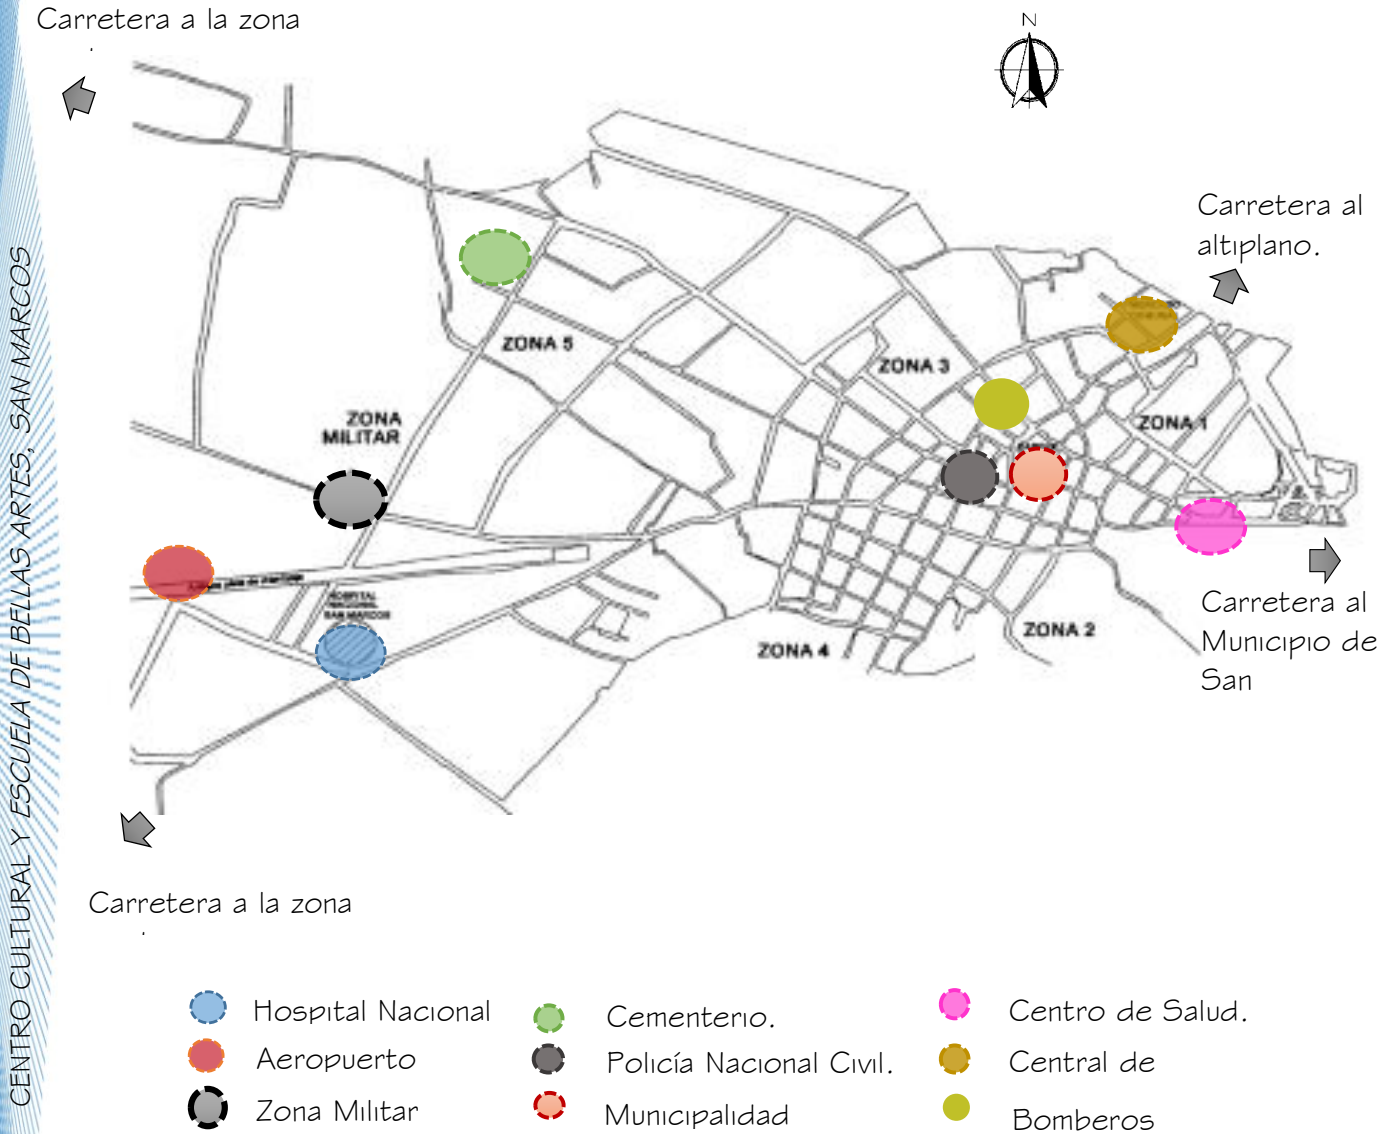 Carretera a la zona
N
Carretera al
altiplano.
ZONA 5
ZONA 3
ZONA
MILITAR
ZONA 1
HOSPITAL
NACIONAL
SAN MARCOS
ZONA 2
ZONA 4
Carretera al
Municipio de
San
Carretera a la zona
CENTRO CULTURAL Y ESCUELA DE BELLAS ARTES, SAN MARCOS
Hospital Nacional
Aeropuerto
Zona Militar
Cementerio.
Policía Nacional Civil.
Municipalidad
Centro de Salud.
Central de
Bomberos